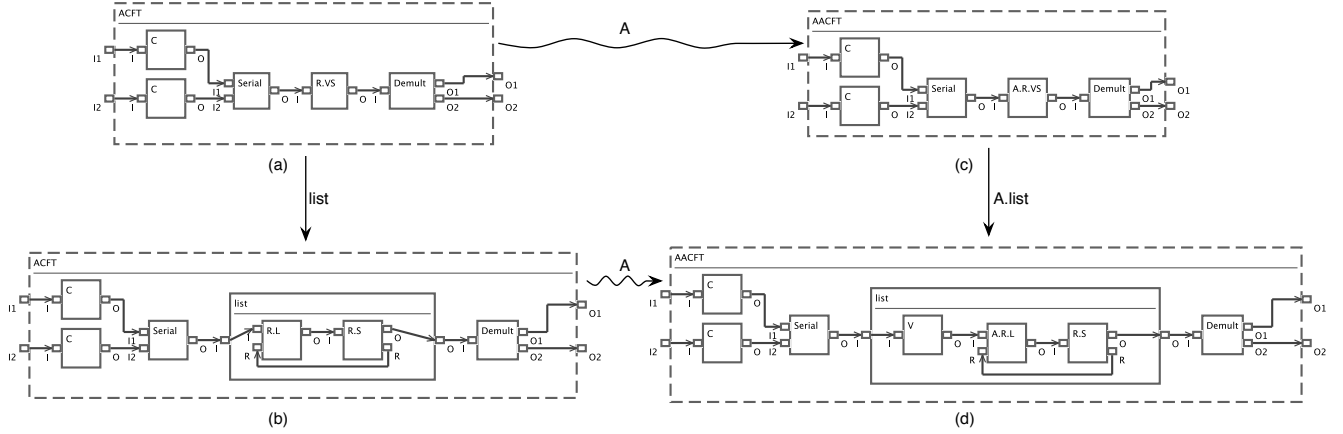 ACFT
C
I1
I
O
C
I2
I
O
I1
I2
Serial
O
I
R.VS
O
I
Demult
O1
O2
O1
O2
(a)
A
AACFT
C
I1
I
O
C
I2
I
O
I1
I2
Serial
O
I
A.R.VS
O
I
Demult
O1
O2
O1
O2
(c)
list
A.list
ACFT
C
I1
I
O
C
I2
I
O
I1
I2
Serial
O
I
list
I
R
R.L
O
I
R.S
O
R
O
I
Demult
O1
O2
O1
O2
(b)
A
AACFT
C
I1
I
O
C
I2
I
O
I1
I2
Serial
O
I
list
I
V
O
I
R
A.R.L
O
I
R.S
O
R
O
I
Demult
O1
O2
O1
O2
(d)